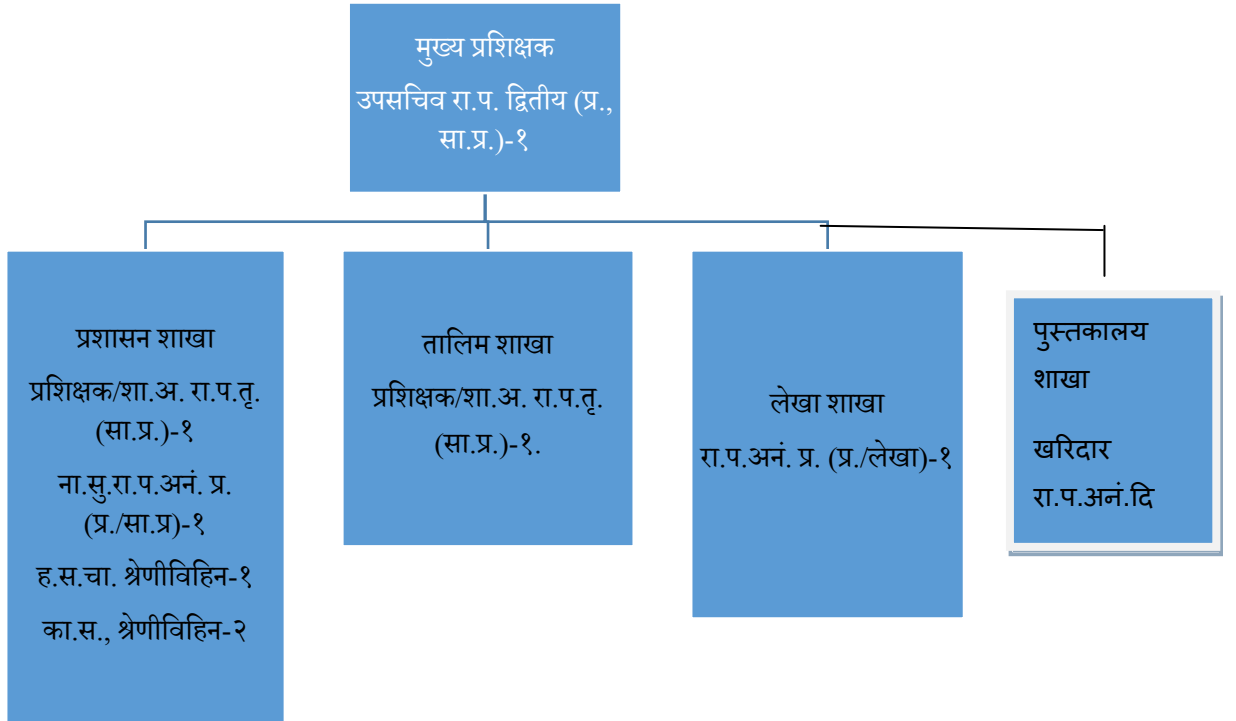 मुख्य प्रशिक्षक
उपसचिव रा.प. द्वितीय (प्र.,
सा.प्र.)-१
प्रशासन शाखा
प्रशिक्षक/शा.अ. रा.प.तृ.
(सा.प्र.)-१
ना.सु.रा.प.अनं. प्र.
(प्र./सा.प्र)-१
ह.स.चा. श्रेणीविहिन-१
का.स., श्रेणीविहिन-२
तालिम शाखा
प्रशिक्षक/शा.अ. रा.प.तृ.
(सा.प्र.)-१.
लेखा शाखा
रा.प.अनं. प्र. (प्र./लेखा)-१
पुस्तकालय
शाखा
खरिदार
रा.प.अनं.दि